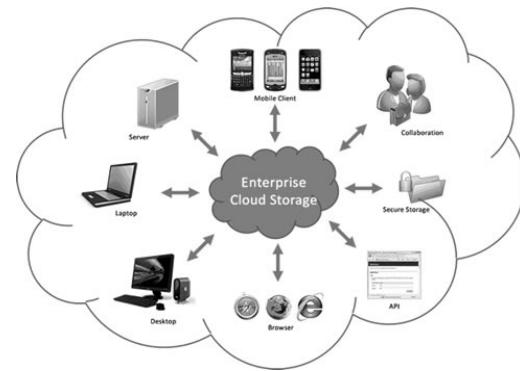 Mobile Client
Server
Collaboration
Enterprise
Cloud Storage
Laptop
Secure Storage
Desktop
Browser
API